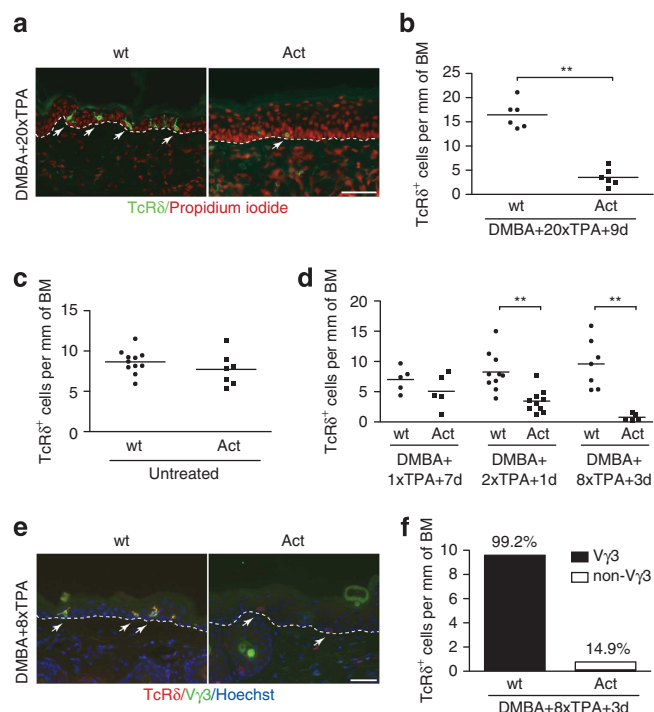 a
wt
Act
DMBA+20xTPA
TcRδ/Propidium iodide
b
TcRδ+ cells per mm of BM
25
20
15
10
5
0
**
wt
Act
DMBA+20xTPA+9d
c
TcRδ+ cells per mm of BM
15
10
5
0
wt
Act
Untreated
d
TcRδ+ cells per mm of BM
20
15
10
5
0
**
**
wt Act wt Act wt Act
DMBA+ DMBA+ DMBA+
1xTPA+7d 2xTPA+1d 8xTPA+3d
e
wt
Act
DMBA+8xTPA
TcRδ/Vγ3/Hoechst
f
TcRδ+ cells per mm of BM
10
8
6
4
2
0
99.2%
14.9%
Vγ3
non-Vγ3
wt
Act
DMBA+8xTPA+3d